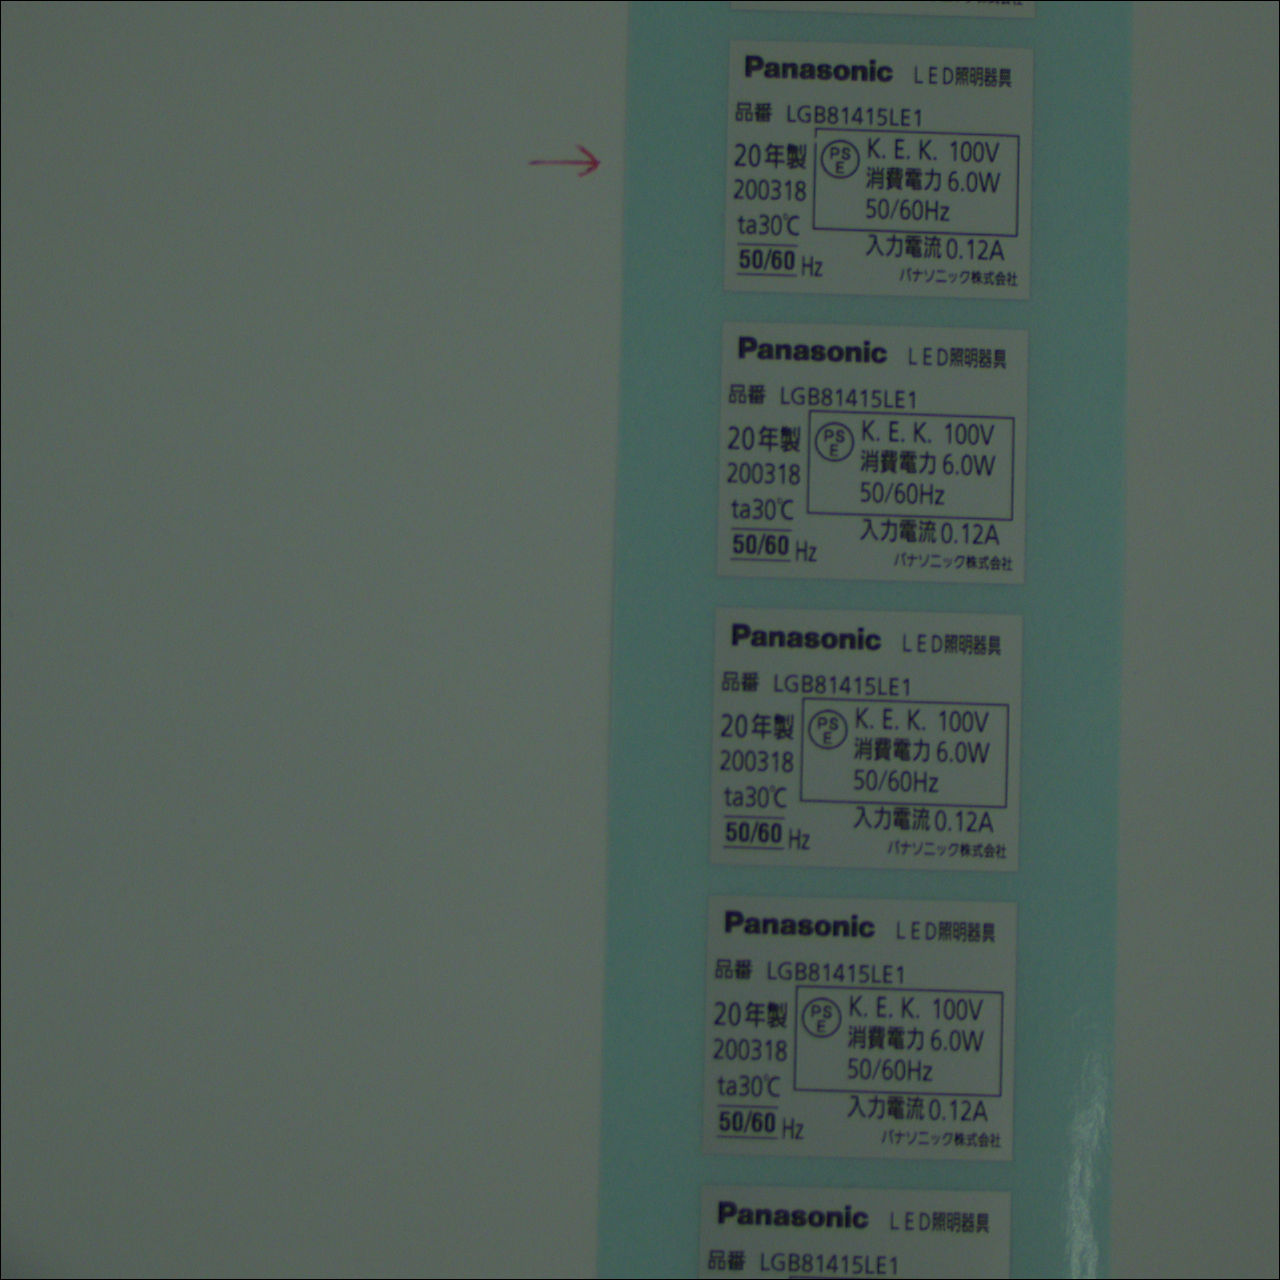 Panasonic LED照明器具
品番 LGB81415LE1
20年製 PSE K. E. K. 100V
200318 消費電力 6.0W
50/60Hz
ta30℃ 入力電流 0.12A
50/60 Hz パナソニック株式会社
Panasonic LED照明器具
品番 LGB81415LE1
20年製 PSE K. E. K. 100V
200318 消費電力 6.0W
50/60Hz
ta30℃ 入力電流 0.12A
50/60 Hz パナソニック株式会社
Panasonic LED照明器具
品番 LGB81415LE1
20年製 PSE K. E. K. 100V
200318 消費電力 6.0W
50/60Hz
ta30℃ 入力電流 0.12A
50/60 Hz パナソニック株式会社
Panasonic LED照明器具
品番 LGB81415LE1
20年製 PSE K. E. K. 100V
200318 消費電力 6.0W
50/60Hz
ta30℃ 入力電流 0.12A
50/60 Hz パナソニック株式会社
Panasonic LED照明器具
品番 LGB81415LE1